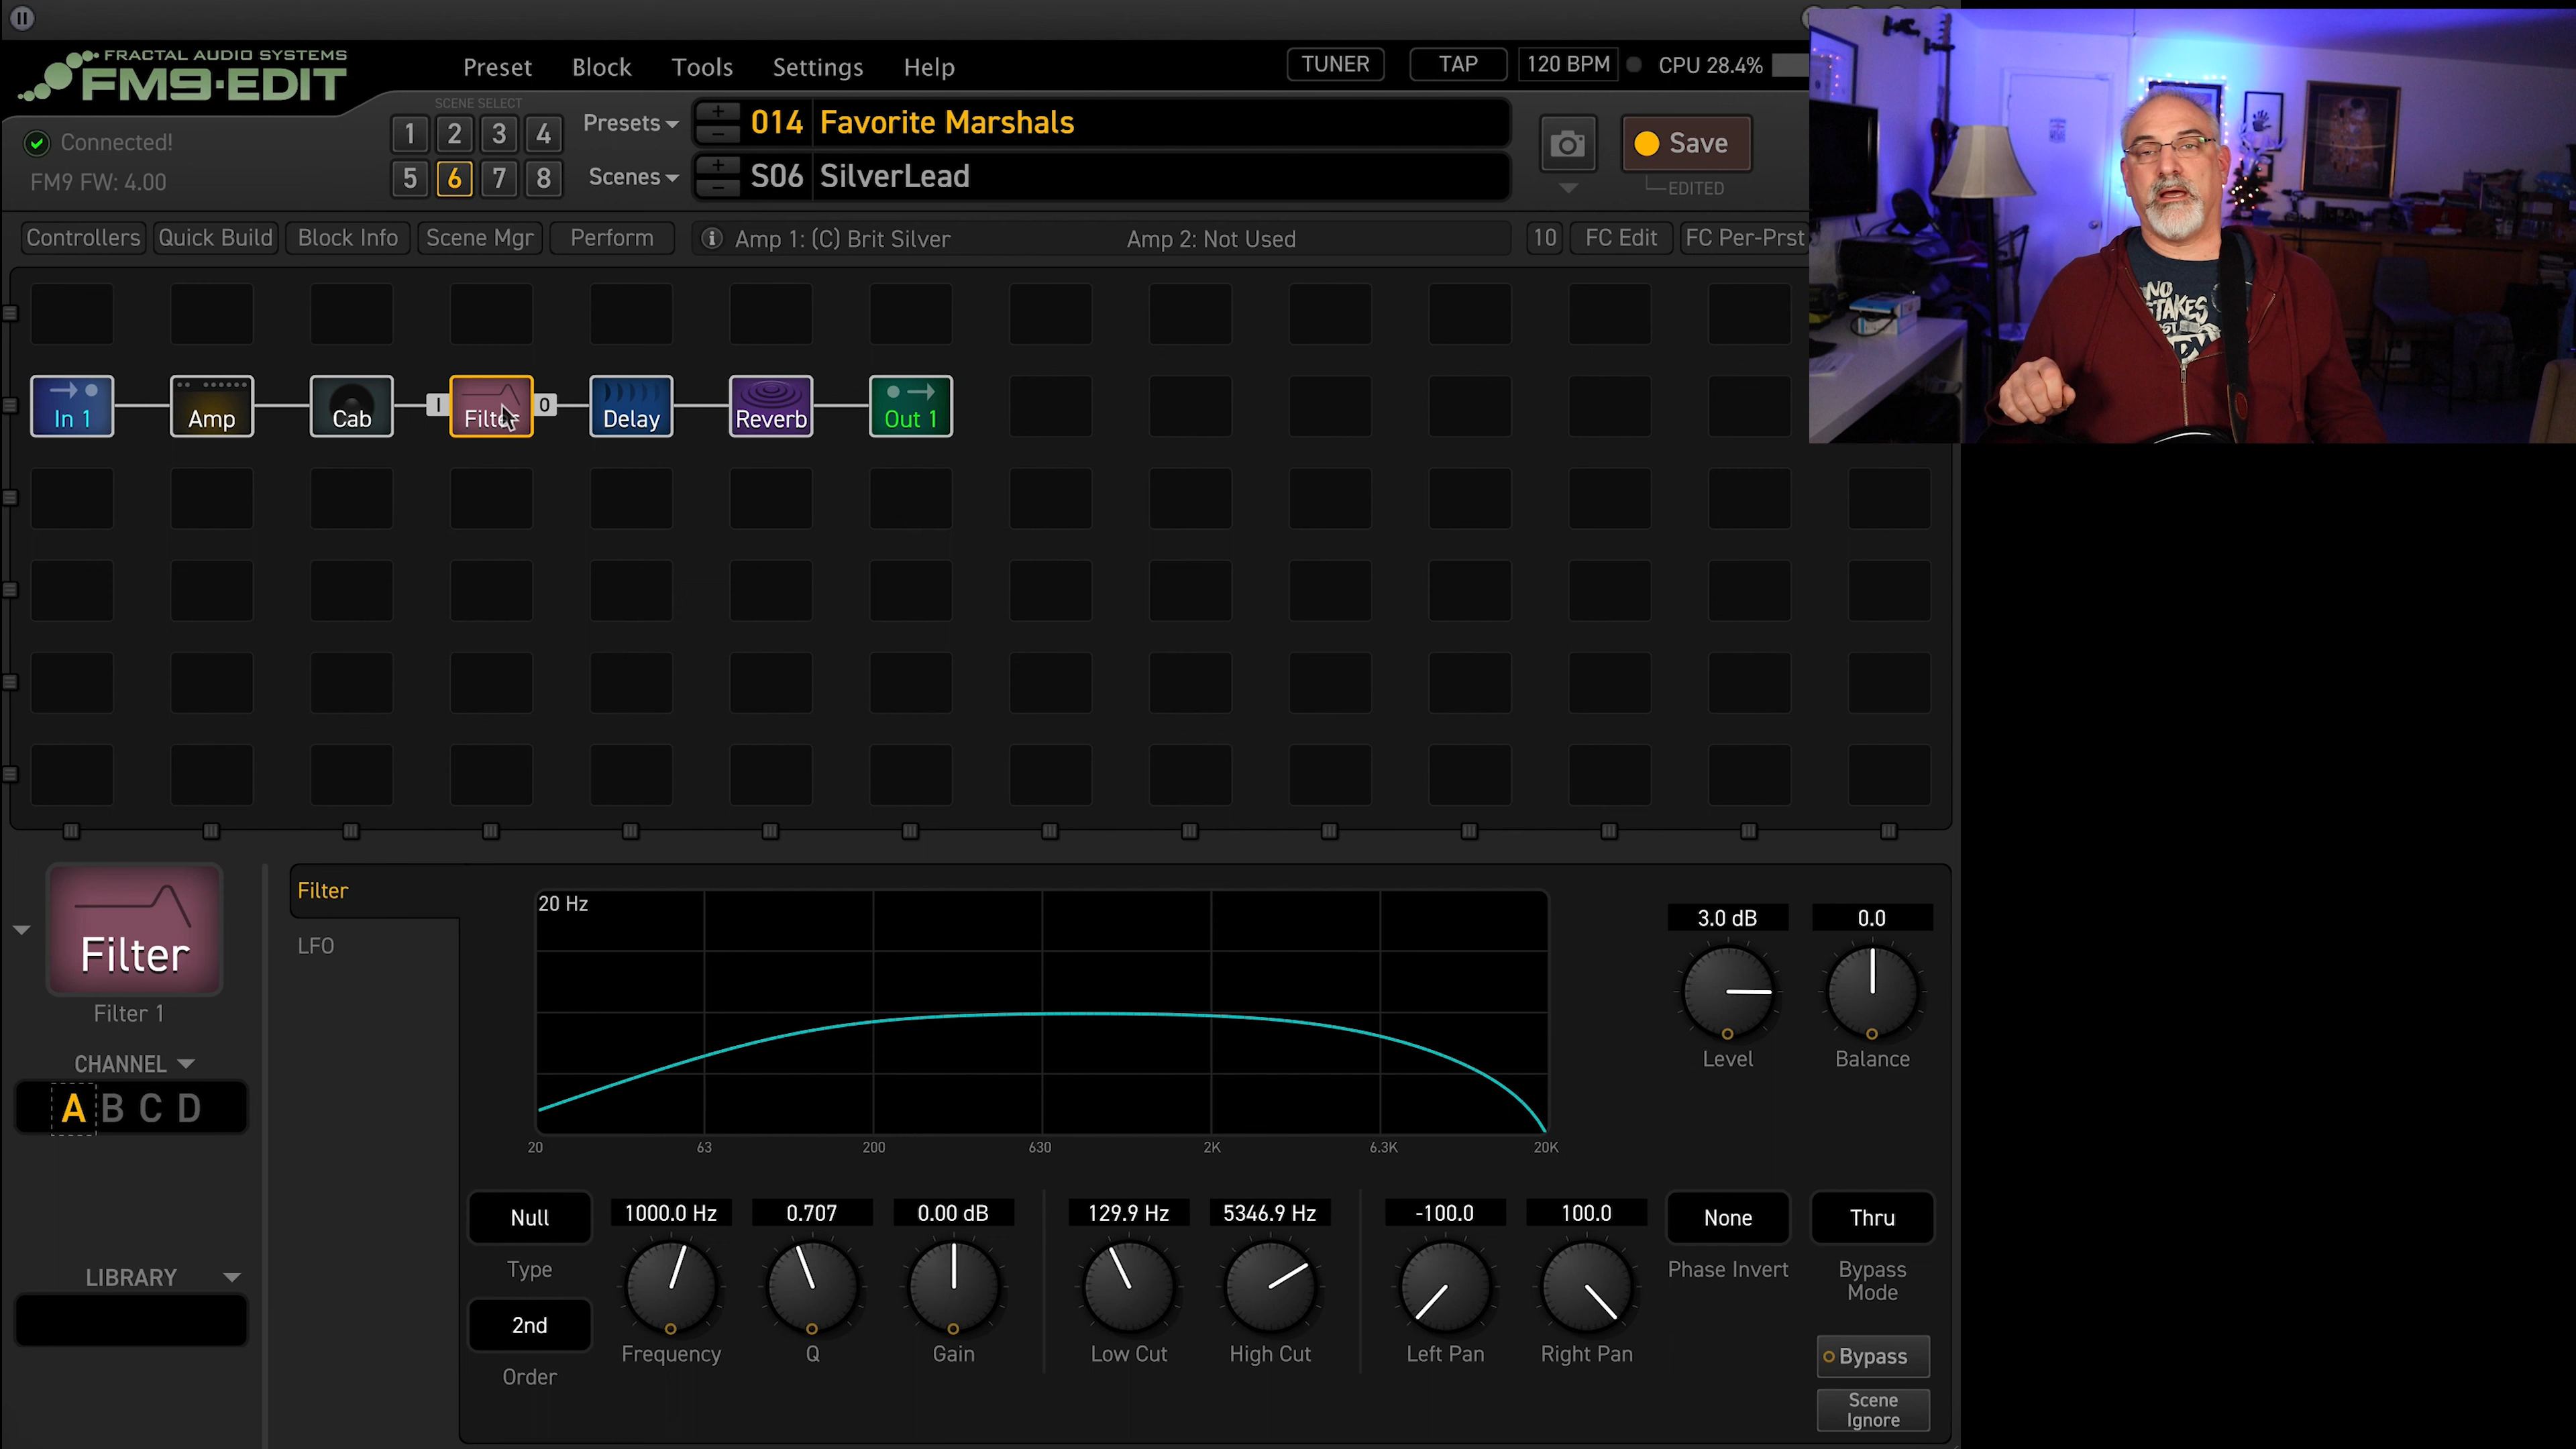 FRACTAL AUDIO SYSTEMS
FM9·EDIT
Preset Block Tools Settings Help
TUNER TAP 120 BPM CPU 28.4%
SCENE SELECT
Connected!
FM9 FW: 4.00
1 2 3 4
5 6 7 8
Presets
+
-
014 Favorite Marshals
Scenes
+
-
S06 SilverLead
Save
EDITED
Controllers Quick Build Block Info Scene Mgr Perform
Amp 1: (C) Brit Silver Amp 2: Not Used
10 FC Edit FC Per-Prst
In 1 Amp Cab I Filter O Delay Reverb Out 1
NO
Filter
Filter 1
CHANNEL
A B C D
LIBRARY
Filter
LFO
20 Hz
20 63 200 630 2K 6.3K 20K
3.0 dB 0.0
Level Balance
Null
Type
2nd
Order
1000.0 Hz 0.707 0.00 dB 129.9 Hz 5346.9 Hz -100.0 100.0
Frequency Q Gain Low Cut High Cut Left Pan Right Pan
None
Phase Invert
Thru
Bypass
Mode
Bypass
Scene
Ignore